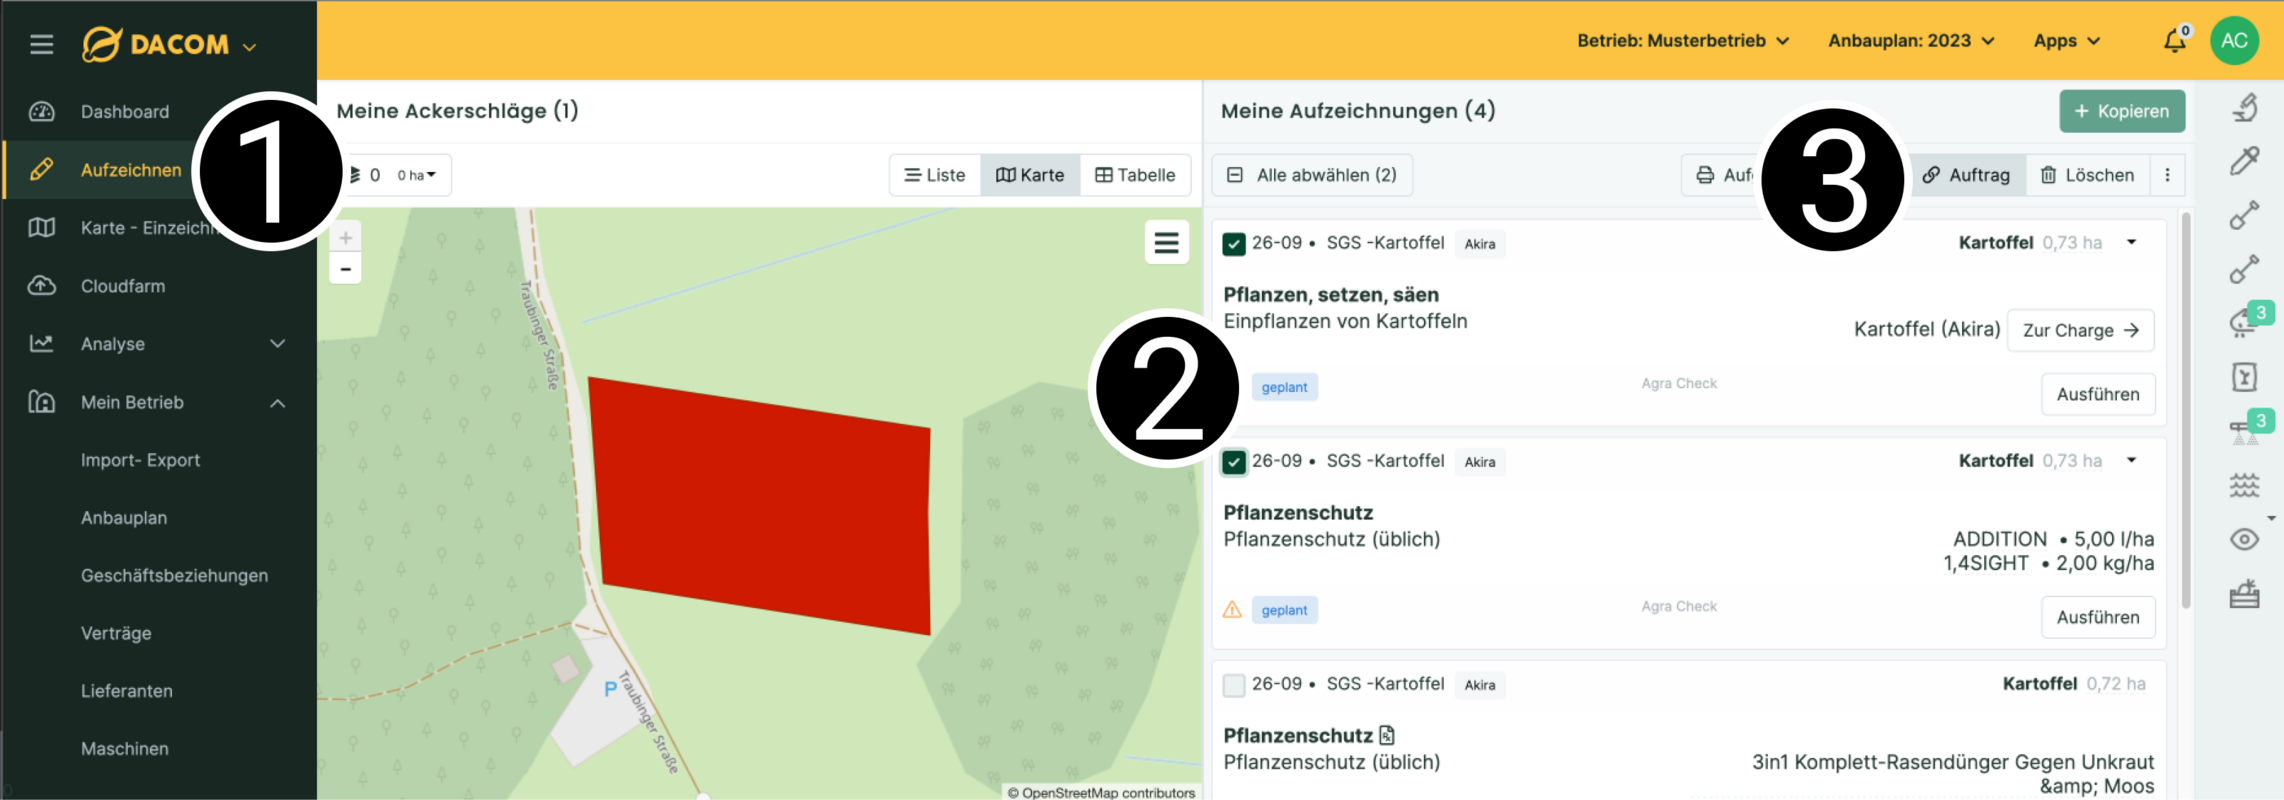 DACOM
Betrieb: Musterbetrieb
Anbauplan: 2023
Apps
0
AC
Dashboard
Aufzeichnen
Karte - Einzeichn
Cloudfarm
Analyse
Mein Betrieb
Import- Export
Anbauplan
Geschäftsbeziehungen
Verträge
Lieferanten
Maschinen
1
Meine Ackerschläge (1)
0 0 ha
Liste
Karte
Tabelle
+
-
Traubinger Straße
P
Traubinger Straße
© OpenStreetMap contributors
2
Meine Aufzeichnungen (4)
+ Kopieren
Alle abwählen (2)
3
Auftrag
Löschen
26-09 • SGS -Kartoffel Akira
Kartoffel 0,73 ha
Pflanzen, setzen, säen
Einpflanzen von Kartoffeln
Kartoffel (Akira) Zur Charge →
geplant
Agra Check
Ausführen
26-09 • SGS -Kartoffel Akira
Kartoffel 0,73 ha
Pflanzenschutz
Pflanzenschutz (üblich)
ADDITION • 5,00 l/ha
1,4SIGHT • 2,00 kg/ha
geplant
Agra Check
Ausführen
26-09 • SGS -Kartoffel Akira
Kartoffel 0,72 ha
Pflanzenschutz
Pflanzenschutz (üblich)
3in1 Komplett-Rasendünger Gegen Unkraut
&amp; Moos
3
3